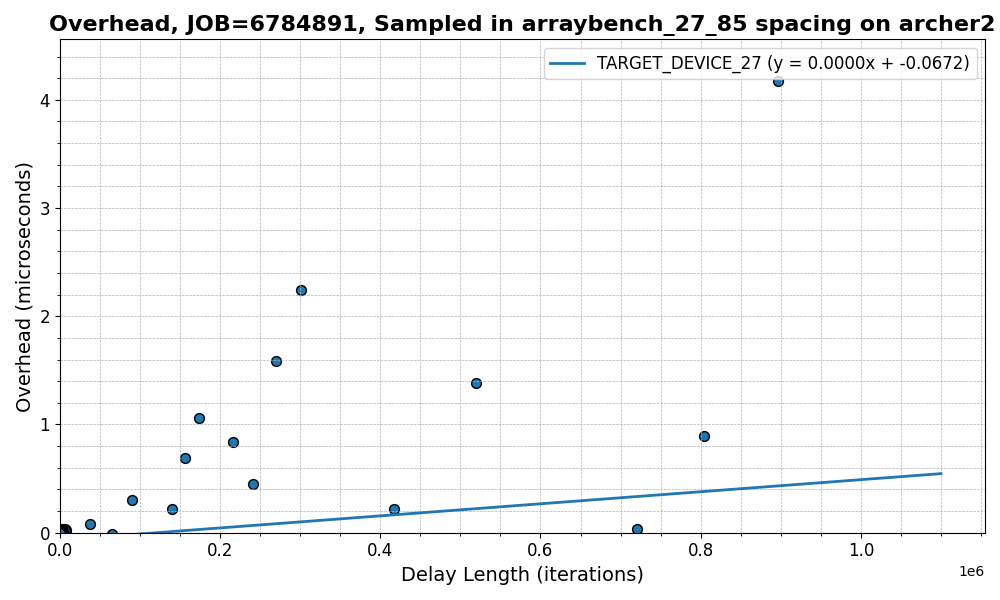 Overhead, JOB=6784891, Sampled in arraybench_27_85 spacing on archer2
TARGET_DEVICE_27 (y = 0.0000x + -0.0672)
Overhead (microseconds)
4
3
2
1
0
0.0 0.2 0.4 0.6 0.8 1.0
1e6
Delay Length (iterations)